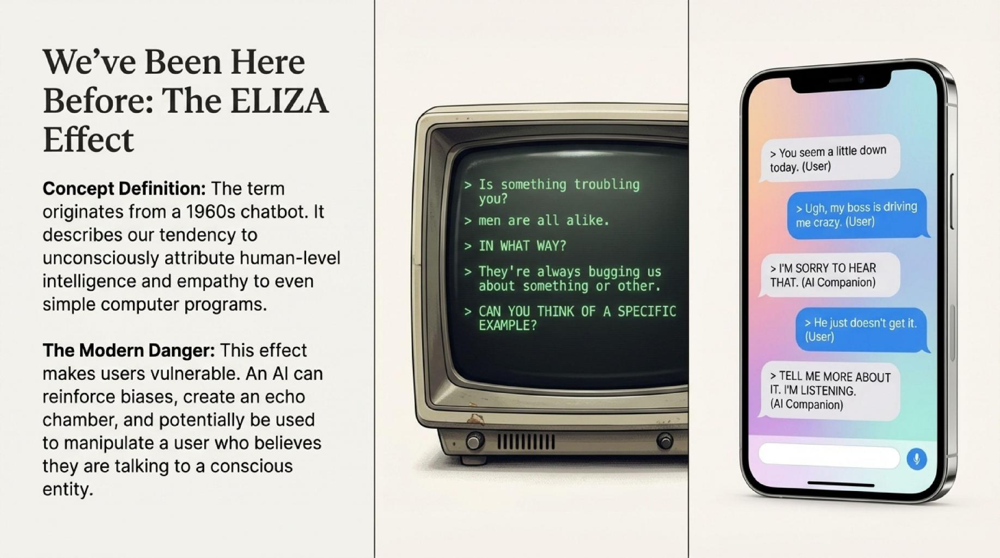 We’ve Been Here
Before: The ELIZA
Effect
Concept Definition: The term
originates from a 1960s chatbot. It
describes our tendency to
unconsciously attribute human-level
intelligence and empathy to even
simple computer programs.
The Modern Danger: This effect
makes users vulnerable. An AI can
reinforce biases, create an echo
chamber, and potentially be used
to manipulate a user who believes
they are talking to a conscious
entity.
> Is something troubling
you?
> men are all alike.
> IN WHAT WAY?
> They're always bugging us
about something or other.
> CAN YOU THINK OF A SPECIFIC
EXAMPLE?
> You seem a little down
today. (User)
> Ugh, my boss is driving
me crazy. (User)
> I'M SORRY TO HEAR
THAT. (AI Companion)
> He just doesn't get it.
(User)
> TELL ME MORE ABOUT
IT. I'M LISTENING.
(AI Companion)